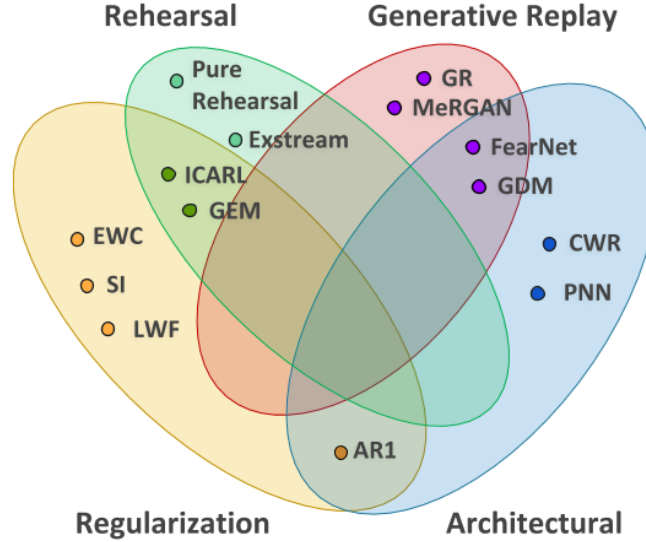 Rehearsal
Generative Replay
Pure
Rehearsal
GR
MeRGAN
Exstream
FearNet
ICARL
GDM
GEM
EWC
CWR
SI
PNN
LWF
AR1
Regularization
Architectural